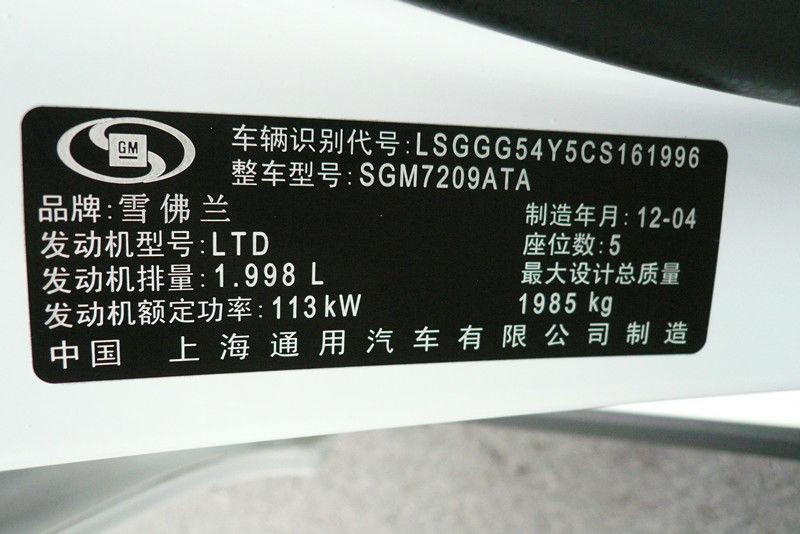 GM
车辆识别代号:LSGGG54Y5CS161996
整车型号:SGM7209ATA
品牌:雪佛兰
制造年月:12-04
发动机型号:LTD
座位数:5
发动机排量:1.998 L
最大设计总质量
发动机额定功率:113kW
1985 kg
中国 上海通用汽车有限公司制造